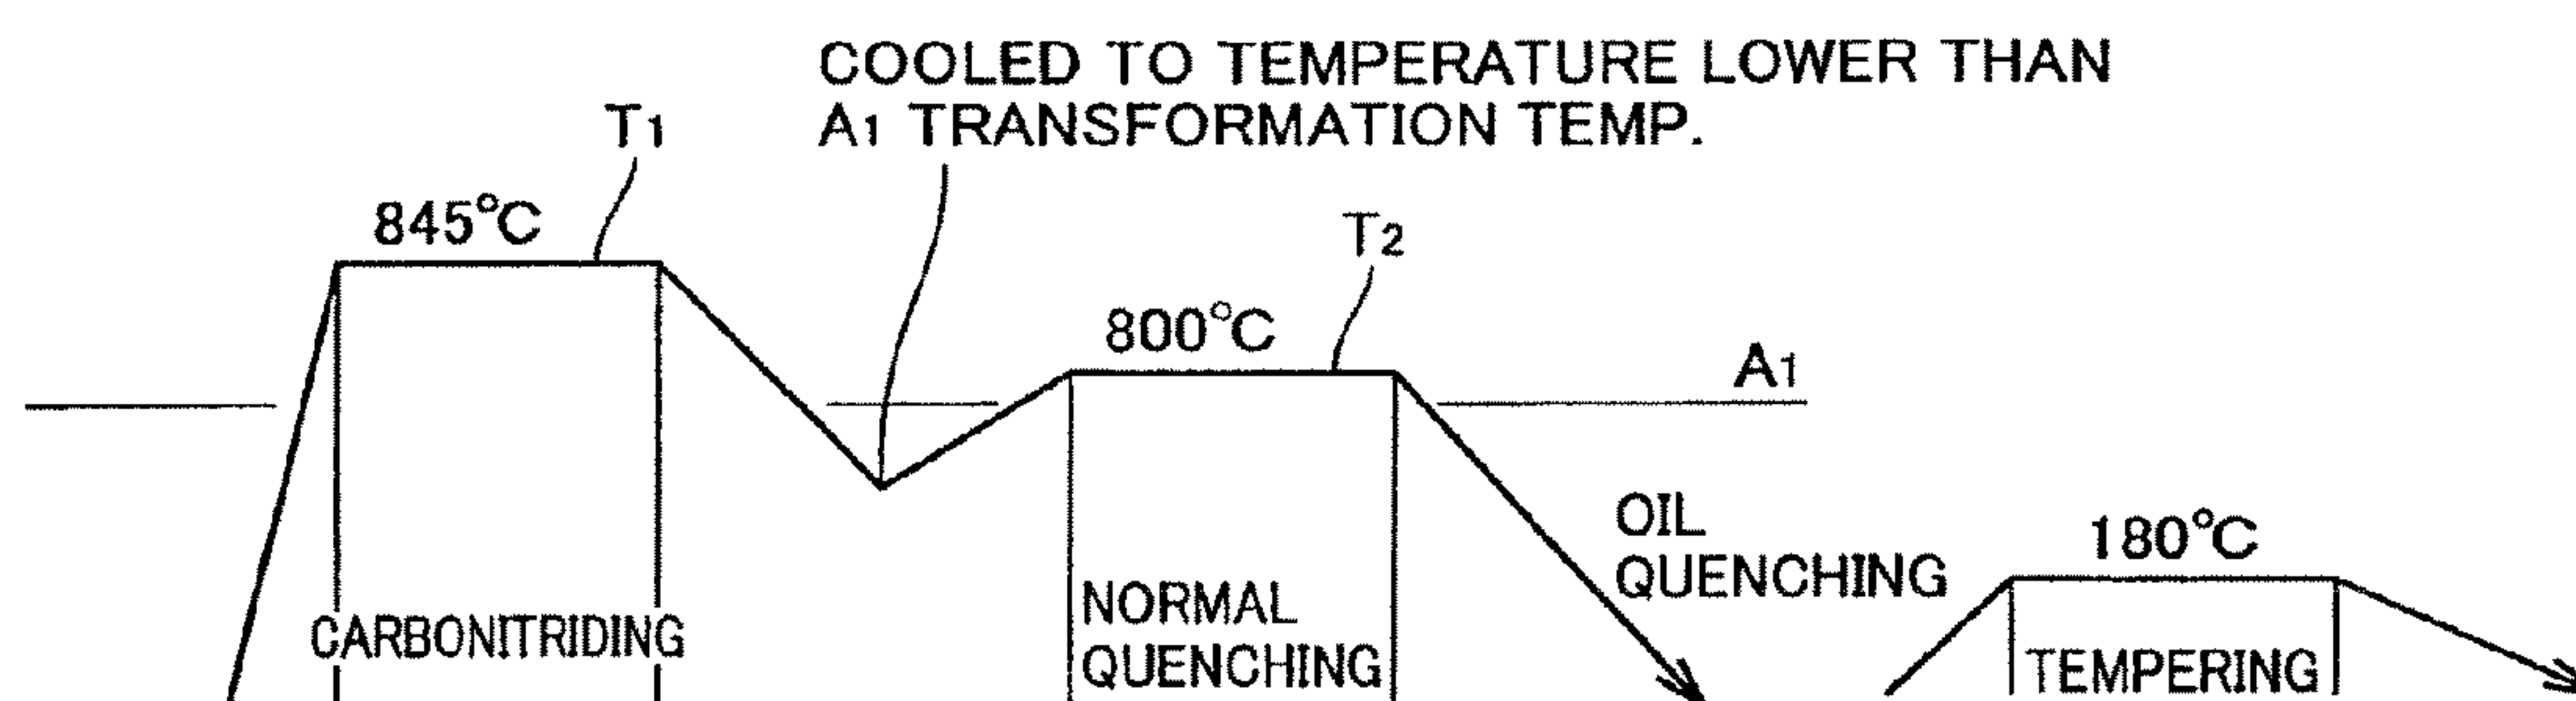 COOLED TO TEMPERATURE LOWER THAN
A1 TRANSFORMATION TEMP.
T1
845°C
T2
800°C
A1
OIL
QUENCHING
180°C
NORMAL
QUENCHING
CARBONITRIDING
TEMPERING